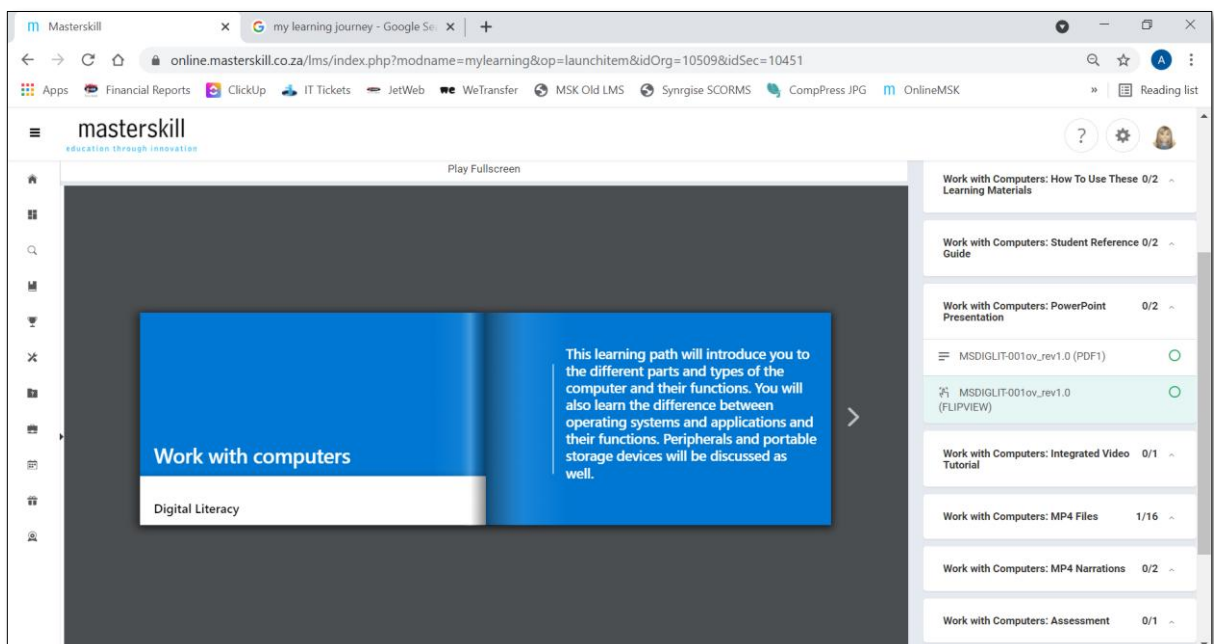 Masterskill
my learning journey - Google Se
online.masterskill.co.za/lms/index.php?modname=mylearning&op=launchitem&idOrg=10509&idSec=10451
A
Apps Financial Reports ClickUp IT Tickets JetWeb WeTransfer MSK Old LMS Synrgise SCORMS CompPress JPG OnlineMSK » Reading list
masterskill
education through innovation
?
Play Fullscreen
Work with computers
Digital Literacy
This learning path will introduce you to
the different parts and types of the
computer and their functions. You will
also learn the difference between
operating systems and applications and
their functions. Peripherals and portable
storage devices will be discussed as
well.
Work with Computers: How To Use These 0/2
Learning Materials
Work with Computers: Student Reference 0/2
Guide
Work with Computers: PowerPoint 0/2
Presentation
MSDIGLIT-001ov_rev1.0 (PDF1)
MSDIGLIT-001ov_rev1.0
(FLIPVIEW)
Work with Computers: Integrated Video 0/1
Tutorial
Work with Computers: MP4 Files 1/16
Work with Computers: MP4 Narrations 0/2
Work with Computers: Assessment 0/1